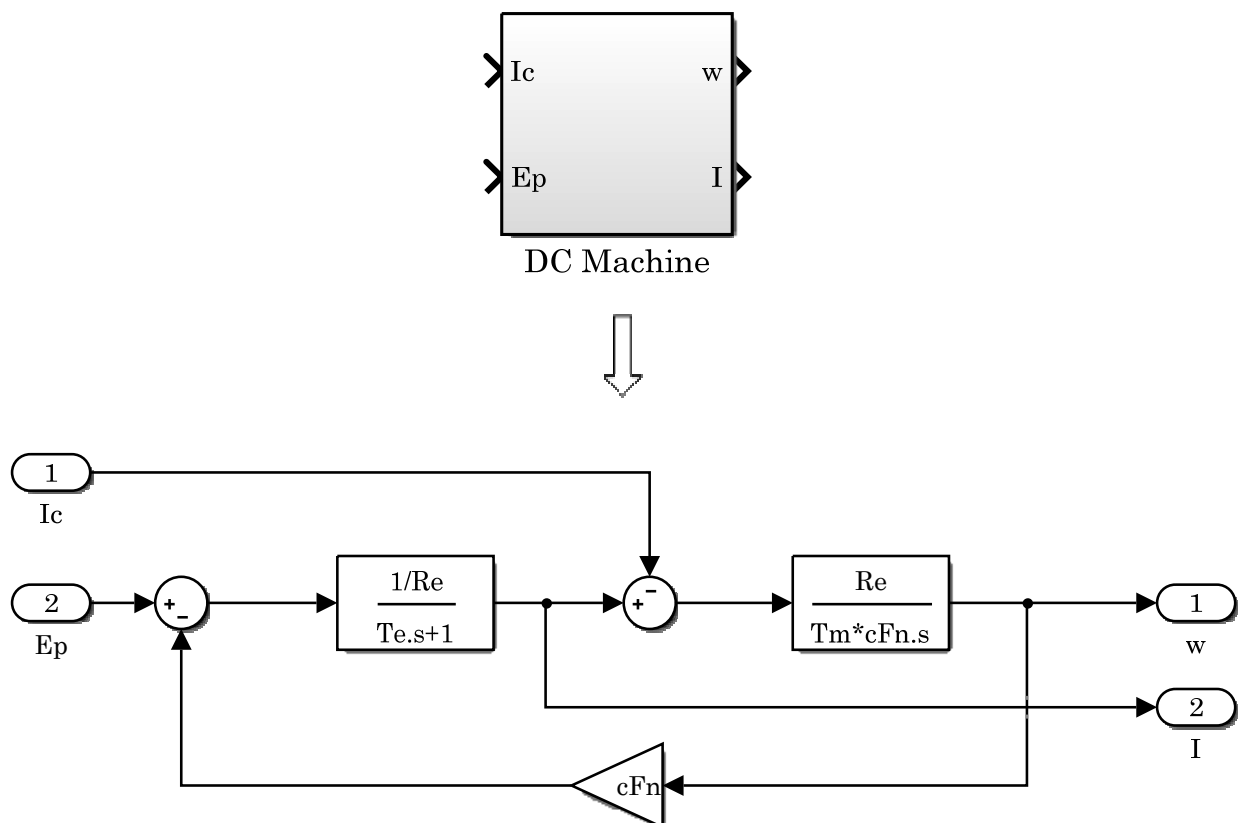 Ic
w
Ep
I
DC Machine
1
Ic
2
Ep
+
−
1/Re
Te.s+1
−
+
Re
Tm*cFn.s
1
w
2
I
cFn